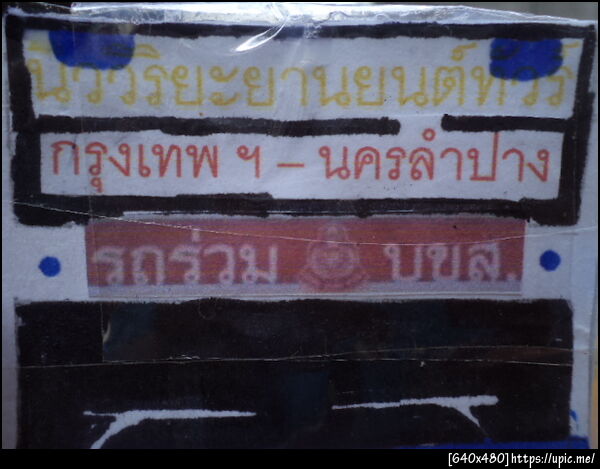 นิววิริยะยานยนต์ทัวร์
กรุงเทพ ฯ – นครลำปาง
รถร่วม บขส.
[640x480]https://upic.me/